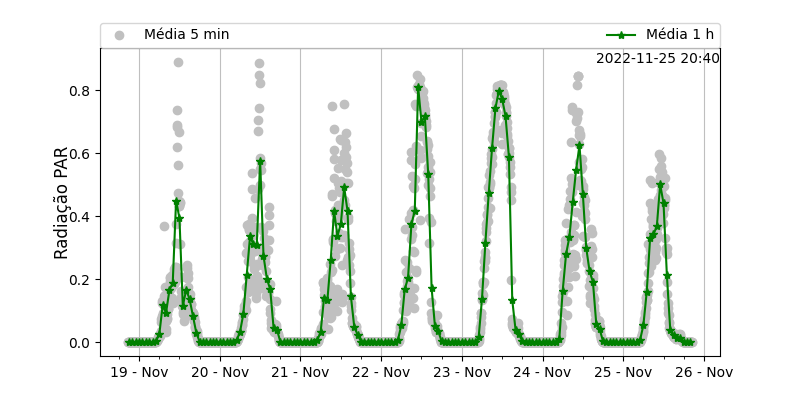 Média 5 min
Média 1 h
2022-11-25 20:40
Radiação PAR
0.8
0.6
0.4
0.2
0.0
19 - Nov
20 - Nov
21 - Nov
22 - Nov
23 - Nov
24 - Nov
25 - Nov
26 - Nov